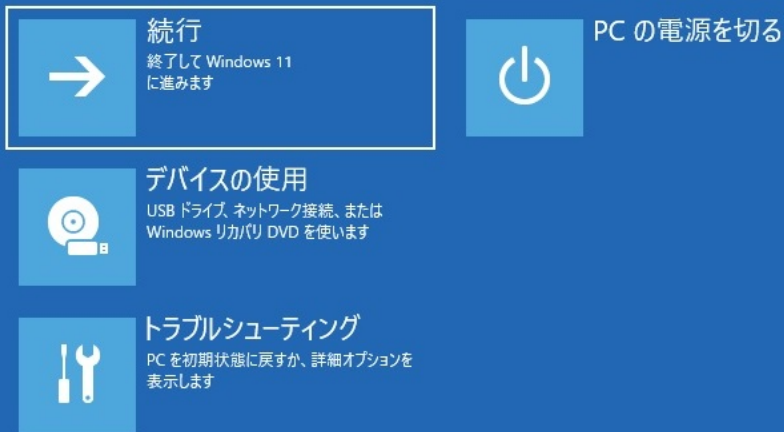 続行
終了して Windows 11
に進みます
PC の電源を切る
デバイスの使用
USB ドライブ、ネットワーク接続、または
Windows リカバリ DVD を使います
トラブルシューティング
PC を初期状態に戻すか、詳細オプションを
表示します